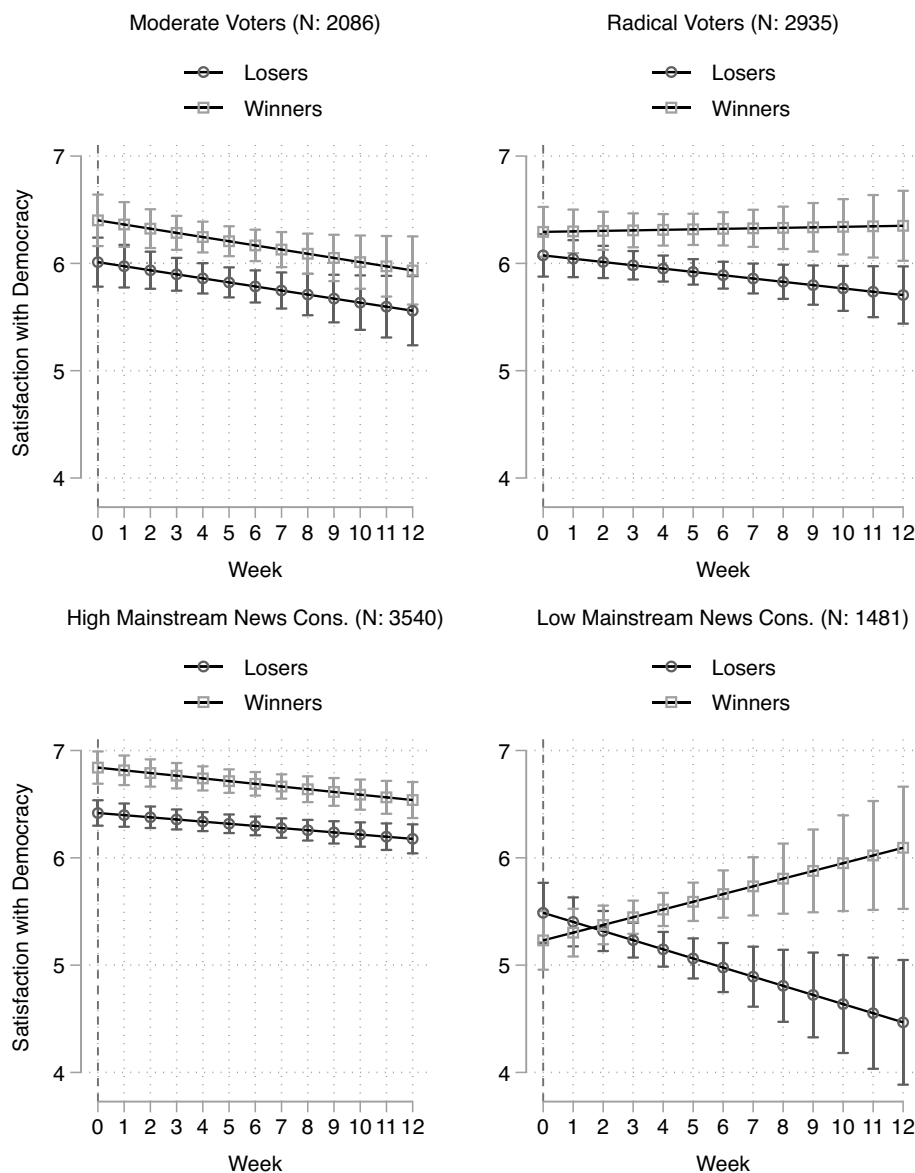 Moderate Voters (N: 2086)
Losers
Winners
Satisfaction with Democracy
7
6
5
4
0 1 2 3 4 5 6 7 8 9 10 11 12
Week
Radical Voters (N: 2935)
Losers
Winners
7
6
5
4
0 1 2 3 4 5 6 7 8 9 10 11 12
Week
High Mainstream News Cons. (N: 3540)
Losers
Winners
Satisfaction with Democracy
7
6
5
4
0 1 2 3 4 5 6 7 8 9 10 11 12
Week
Low Mainstream News Cons. (N: 1481)
Losers
Winners
7
6
5
4
0 1 2 3 4 5 6 7 8 9 10 11 12
Week